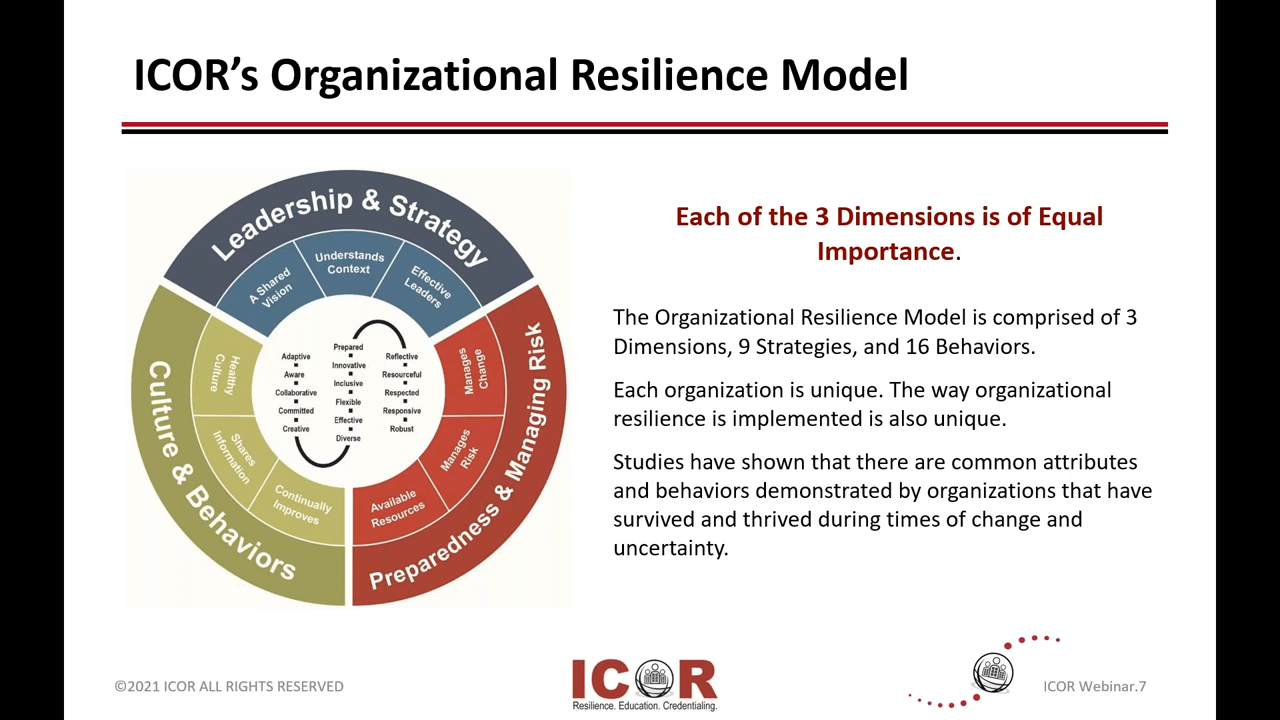 ICOR’s Organizational Resilience Model
Leadership & Strategy
A Shared
Vision
Understands
Context
Effective
Leaders
Culture & Behaviors
Healthy
Culture
Shares
Information
Continually
Improves
Preparedness & Managing Risk
Manages
Change
Manages
Risk
Available
Resources
Adaptive
Aware
Collaborative
Committed
Creative
Prepared
Innovative
Inclusive
Flexible
Effective
Diverse
Reflective
Resourceful
Respected
Responsive
Robust
Each of the 3 Dimensions is of Equal
Importance.
The Organizational Resilience Model is comprised of 3
Dimensions, 9 Strategies, and 16 Behaviors.
Each organization is unique. The way organizational
resilience is implemented is also unique.
Studies have shown that there are common attributes
and behaviors demonstrated by organizations that have
survived and thrived during times of change and
uncertainty.
©2021 ICOR ALL RIGHTS RESERVED
ICOR
Resilience. Education. Credentialing.
ICOR Webinar.7